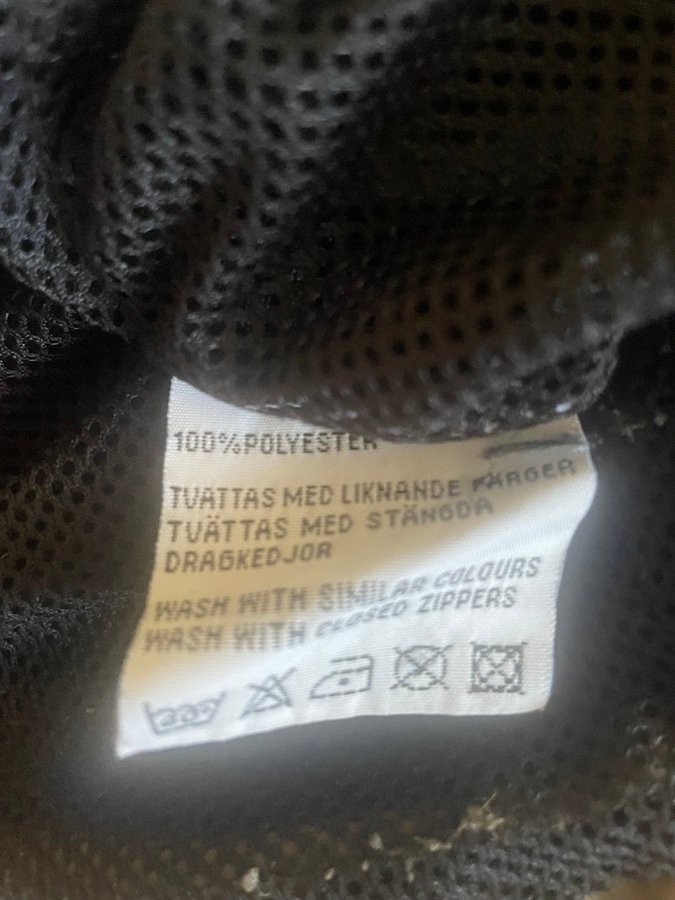 100%POLYESTER
TVÄTTAS MED LIKNANDE FÄRGER
TVÄTTAS MED STÄNGDA
DRAGKEDJOR
WASH WITH SIMILAR COLOURS
WASH WITH CLOSED ZIPPERS